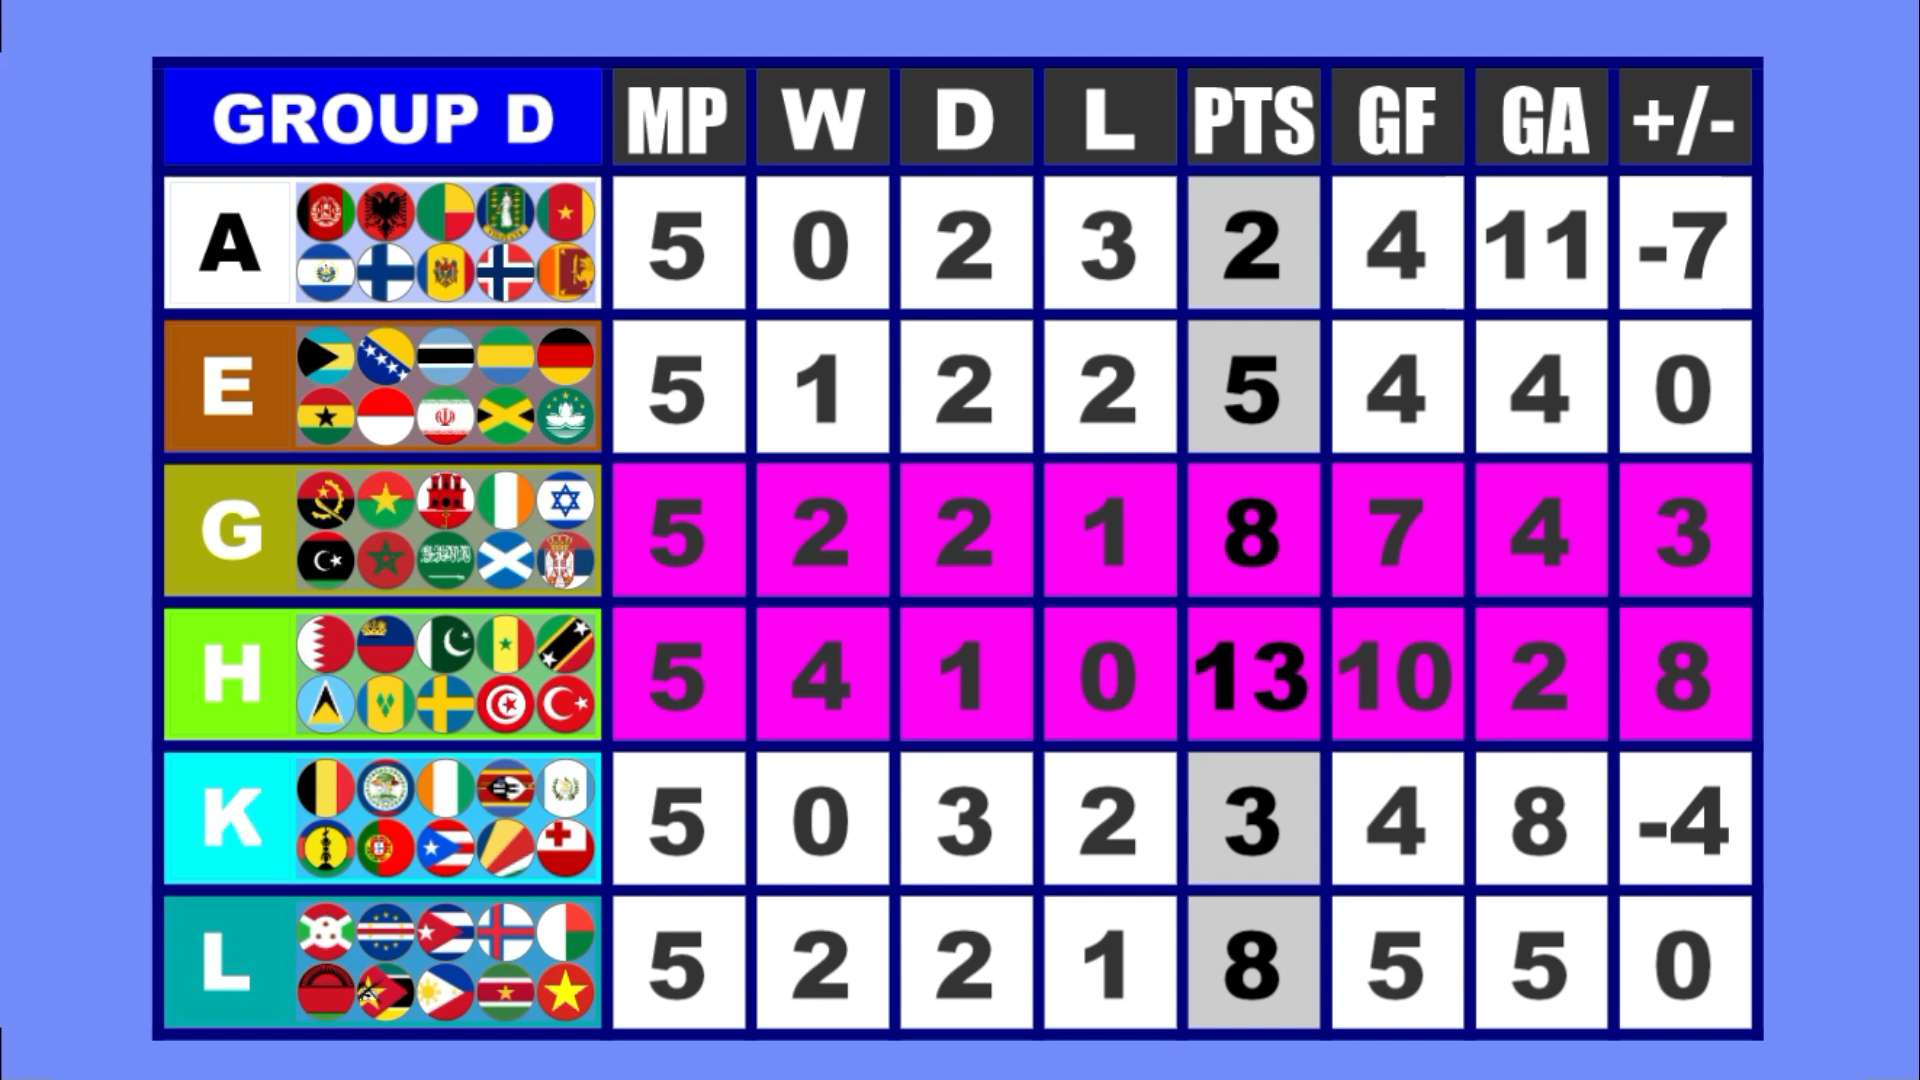 GROUP D MP W D L PTS GF GA +/-
A 5 0 2 3 2 4 11 -7
E 5 1 2 2 5 4 4 0
G 5 2 2 1 8 7 4 3
H 5 4 1 0 13 10 2 8
K 5 0 3 2 3 4 8 -4
L 5 2 2 1 8 5 5 0